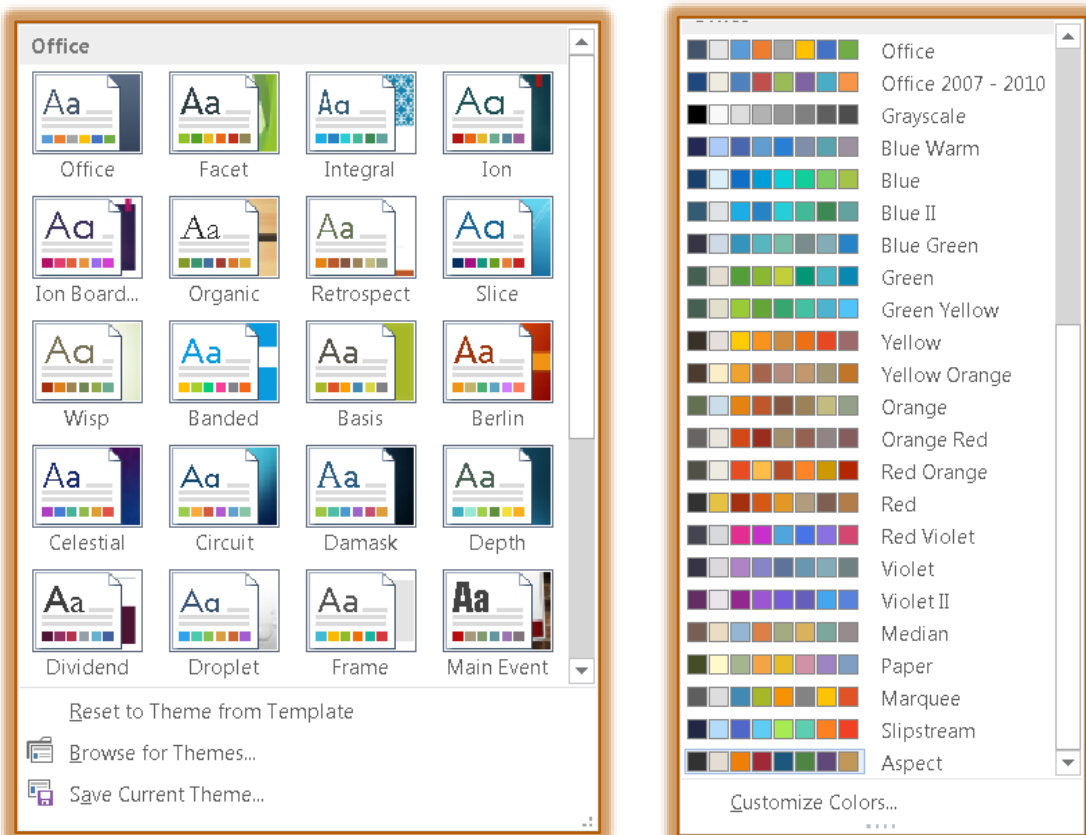 Office
Aa Aa Aa Aa
Office Facet Integral Ion
Aa Aa Aa Aa
Ion Board... Organic Retrospect Slice
Aa Aa Aa Aa
Wisp Banded Basis Berlin
Aa Aa Aa Aa
Celestial Circuit Damask Depth
Aa Aa Aa Aa
Dividend Droplet Frame Main Event
Reset to Theme from Template
Browse for Themes...
Save Current Theme...
Office
Office 2007 - 2010
Grayscale
Blue Warm
Blue
Blue II
Blue Green
Green
Green Yellow
Yellow
Yellow Orange
Orange
Orange Red
Red Orange
Red
Red Violet
Violet
Violet II
Median
Paper
Marquee
Slipstream
Aspect
Customize Colors...